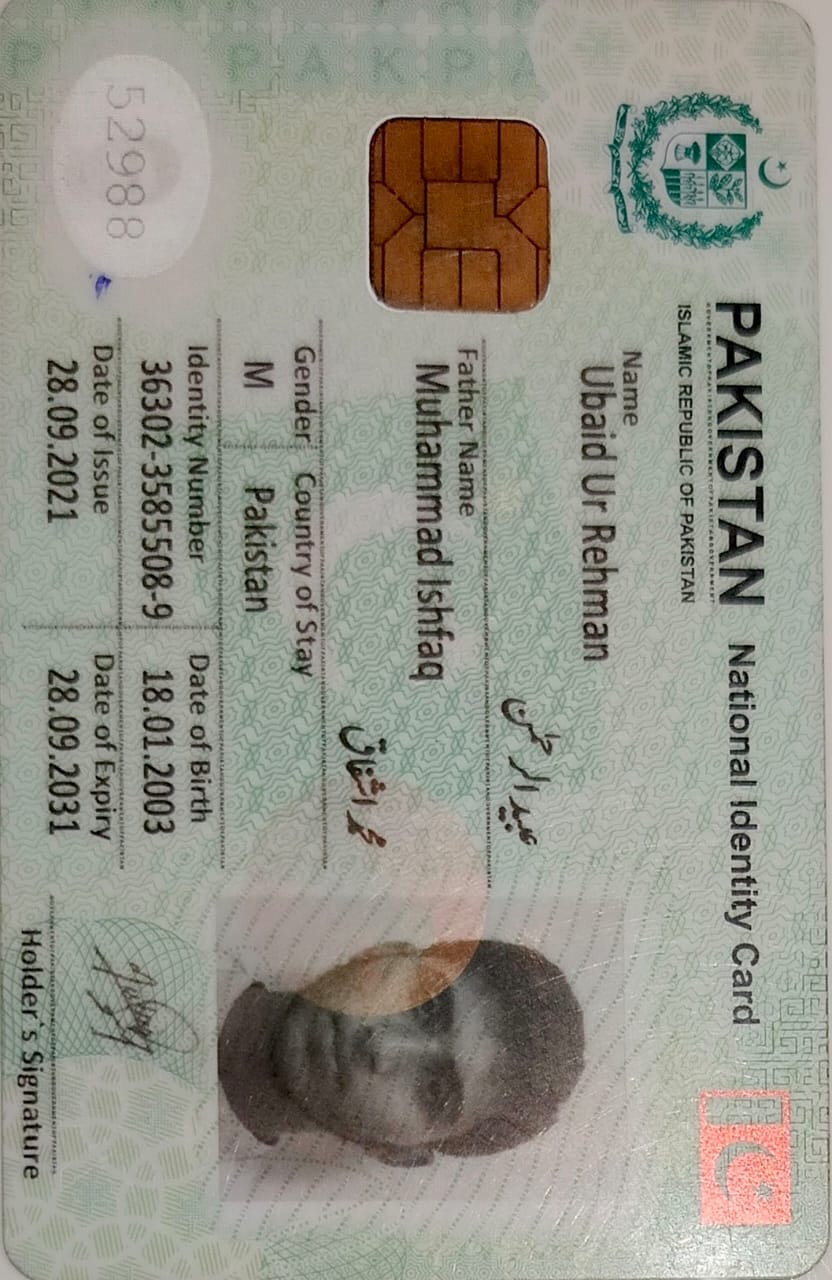 PAKISTAN National Identity Card
ISLAMIC REPUBLIC OF PAKISTAN
Name
Ubaid Ur Rehman
عبید الرحمٰن
Father Name
Muhammad Ishfaq
محمد اشفاق
Gender Country of Stay
M Pakistan
Identity Number Date of Birth
36302-3585508-9 18.01.2003
Date of Issue Date of Expiry
28.09.2021 28.09.2031
Holder's Signature
52988